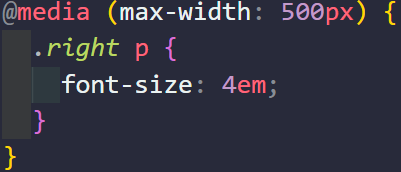 @media (max-width: 500px) {
  .right p {
    font-size: 4em;
  }
}